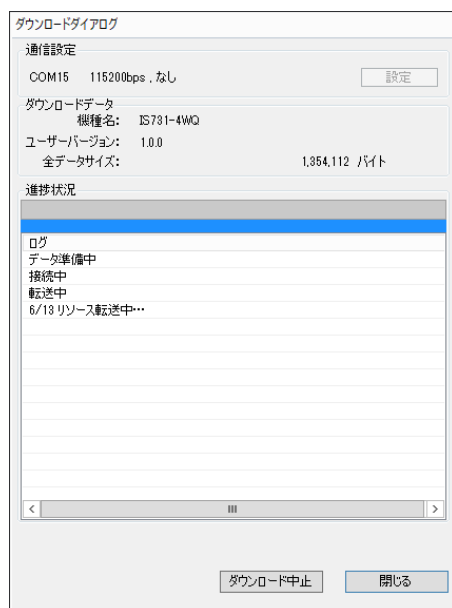 ダウンロードダイアログ
通信設定
COM15 115200bps , なし
設定
ダウンロードデータ
機種名: IS731-4WQ
ユーザーバージョン: 1.0.0
全データサイズ: 1,354,112 バイト
進捗状況
ログ
データ準備中
接続中
転送中
6/13 リソース転送中…
ダウンロード中止
閉じる